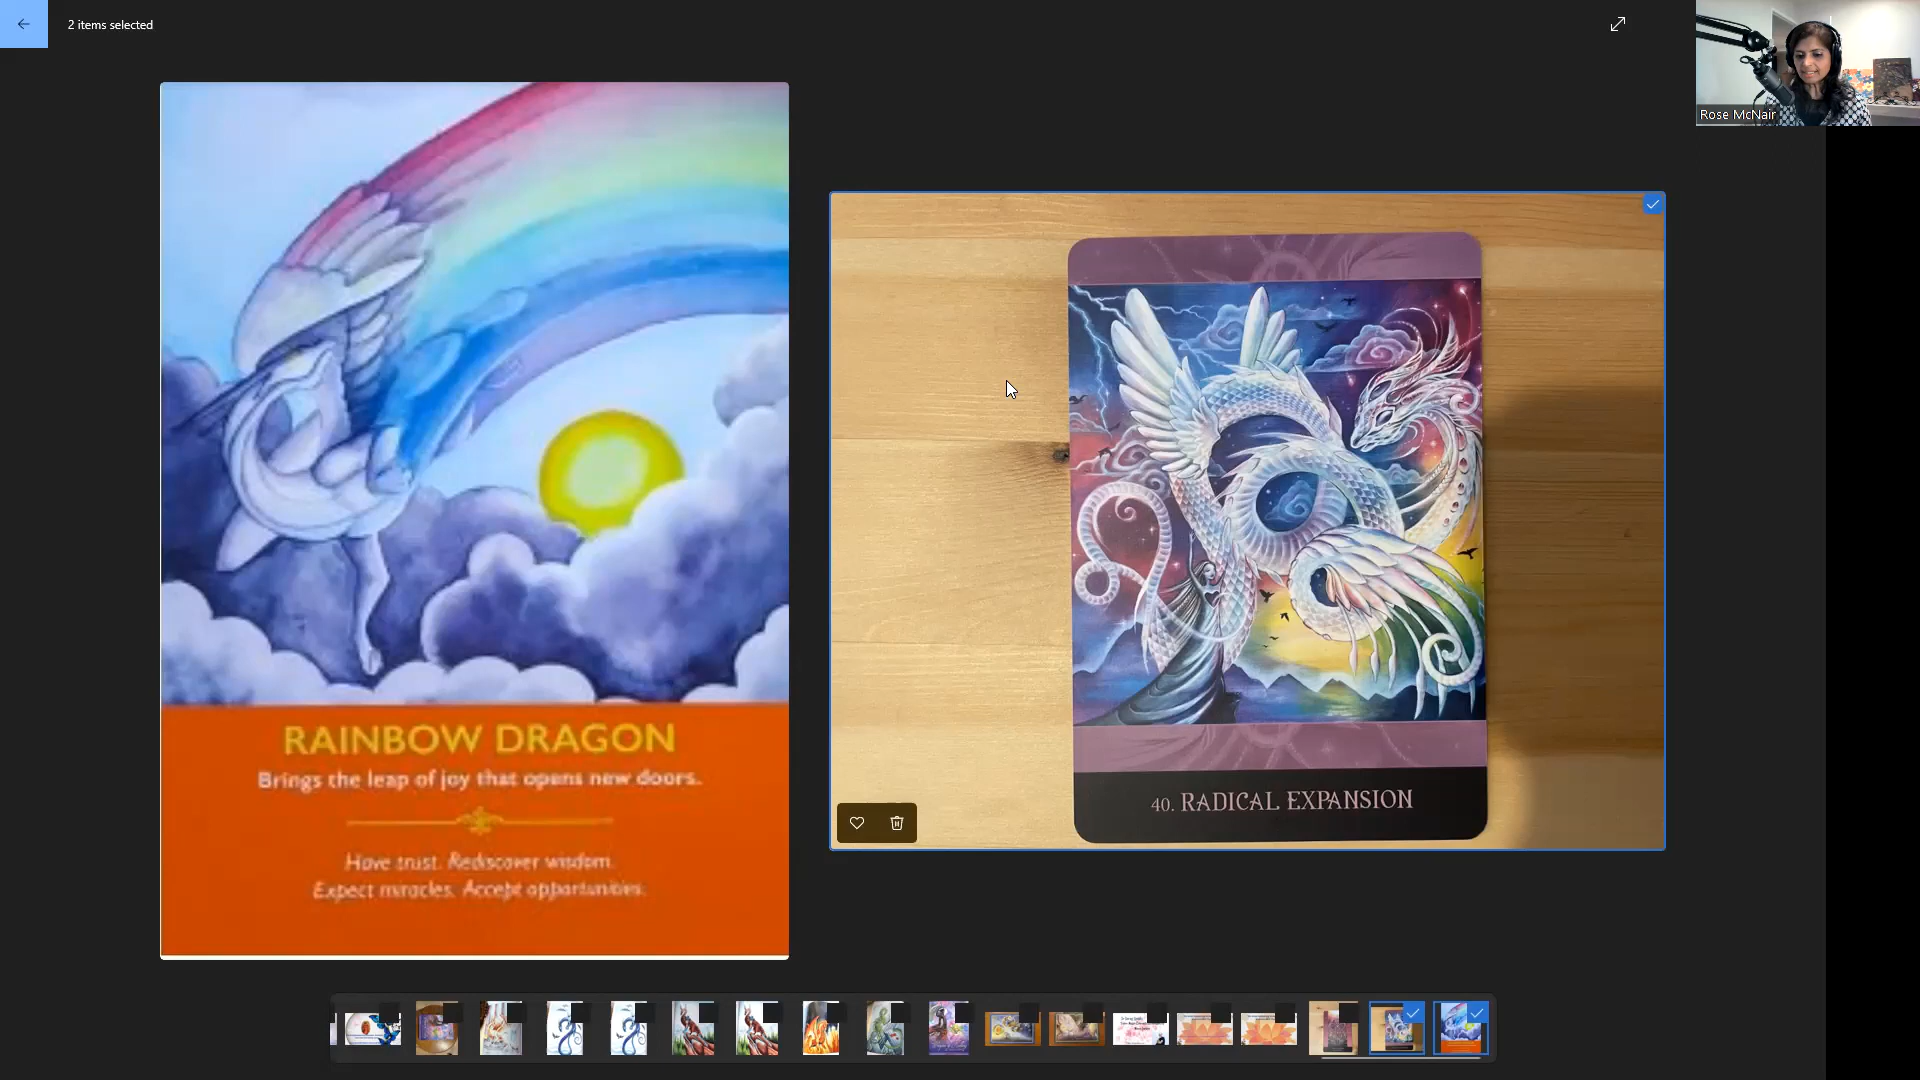 2 items selected
Rose McNair
RAINBOW DRAGON
Brings the leap of joy that opens new doors.
Have trust. Rediscover wisdom.
Expect miracles. Accept opportunities.
40. RADICAL EXPANSION